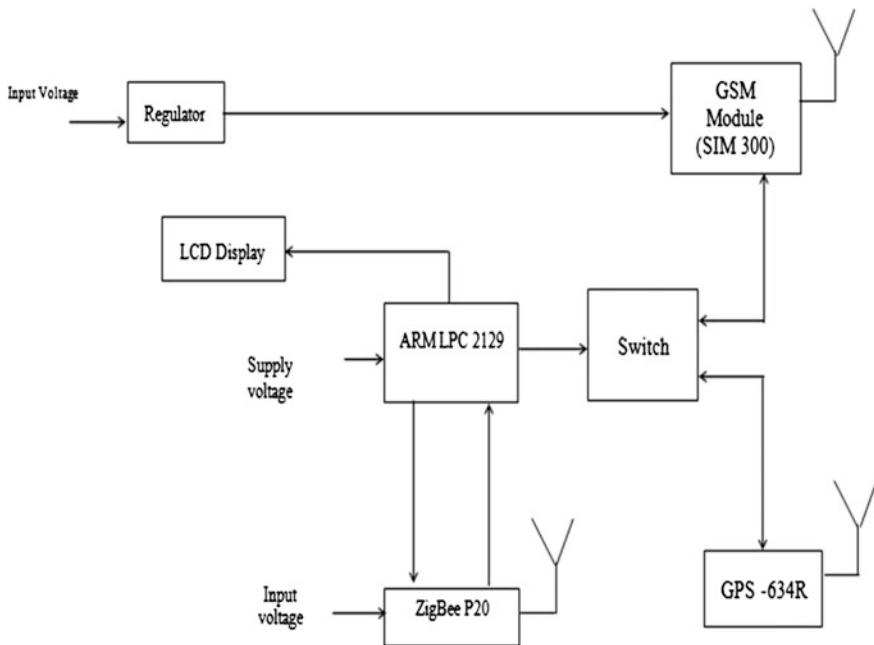 Input Voltage
Regulator
GSM
Module
(SIM 300)
LCD Display
ARM LPC 2129
Switch
Supply
voltage
Input
voltage
ZigBee P20
GPS -634R